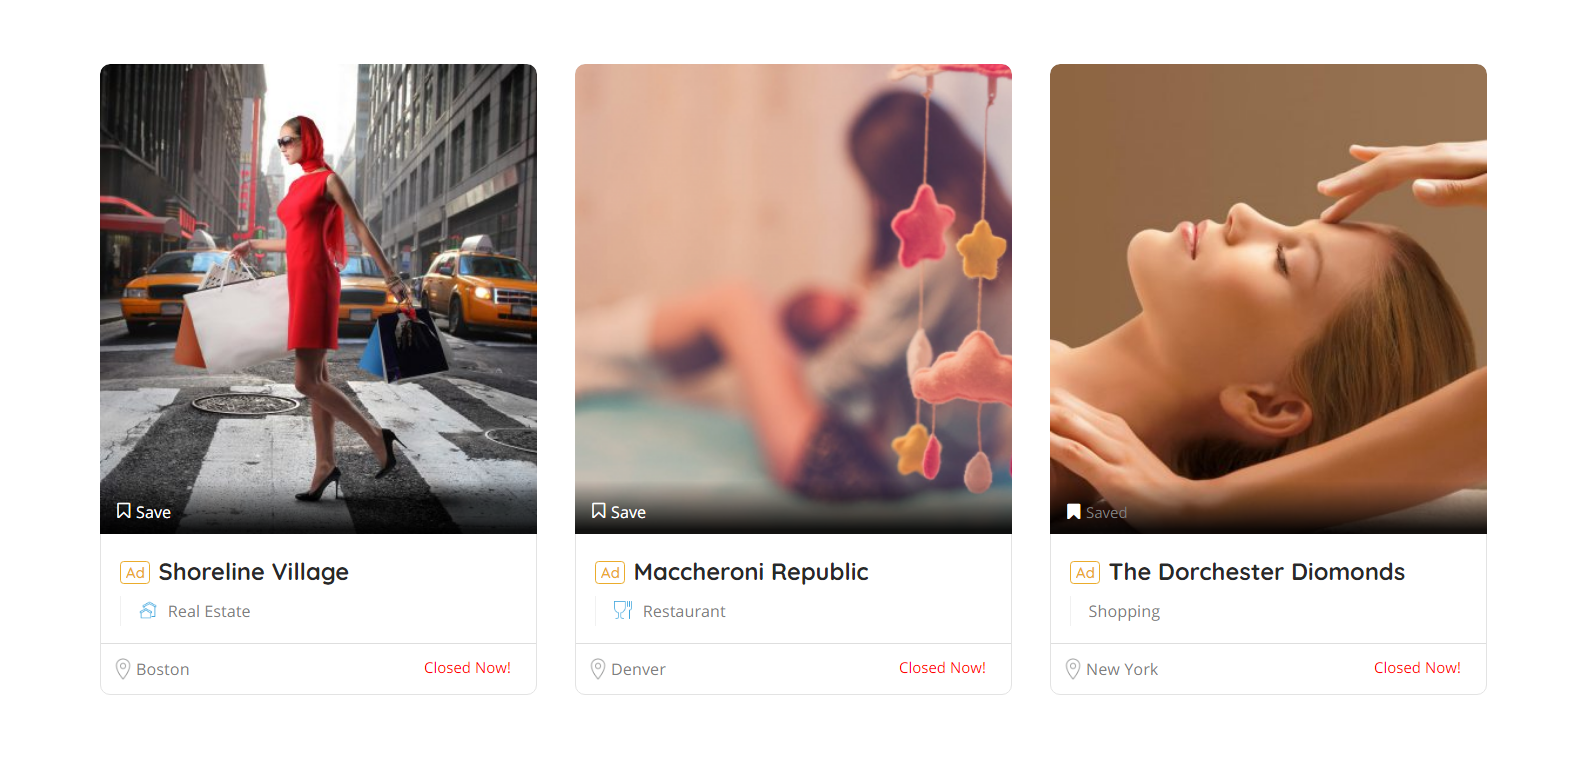 Save
Ad Shoreline Village
Real Estate
Boston Closed Now!
Save
Ad Maccheroni Republic
Restaurant
Denver Closed Now!
Saved
Ad The Dorchester Diomonds
Shopping
New York Closed Now!